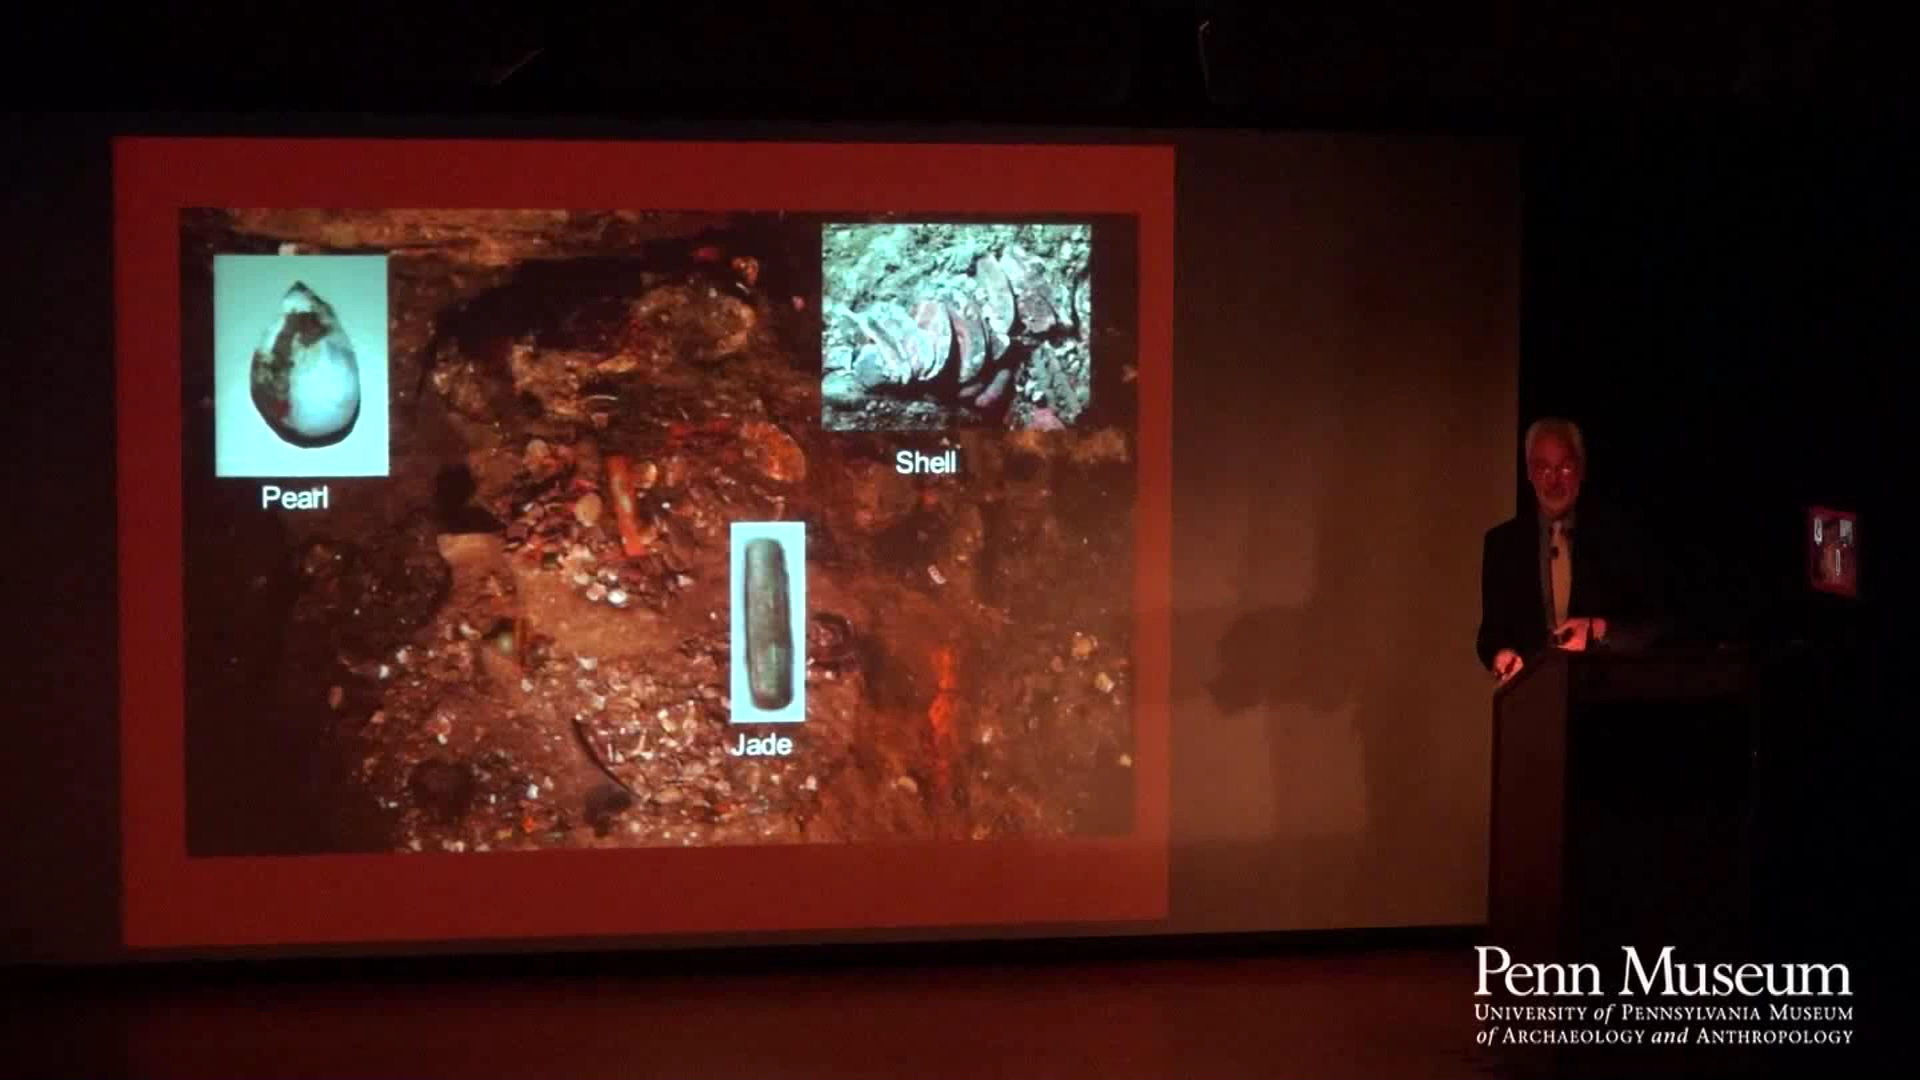 Pearl
Shell
Jade
Penn Museum
UNIVERSITY of PENNSYLVANIA MUSEUM
of ARCHAEOLOGY and ANTHROPOLOGY